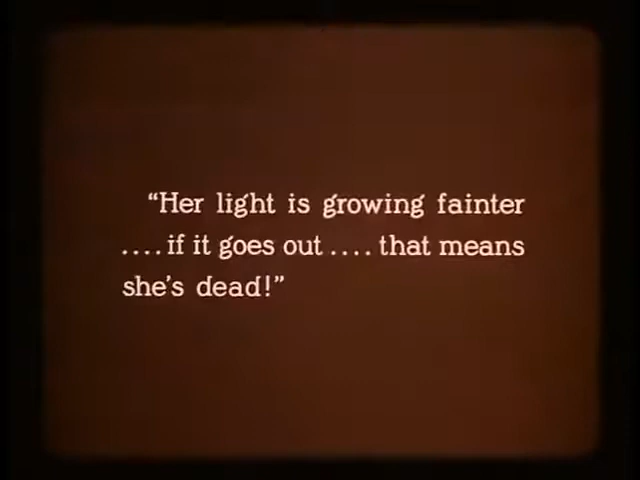 “Her light is growing fainter
.... if it goes out .... that means
she's dead!”